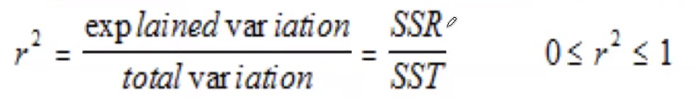 r² = explained variation / total variation = SSR / SST 0 ≤ r² ≤ 1